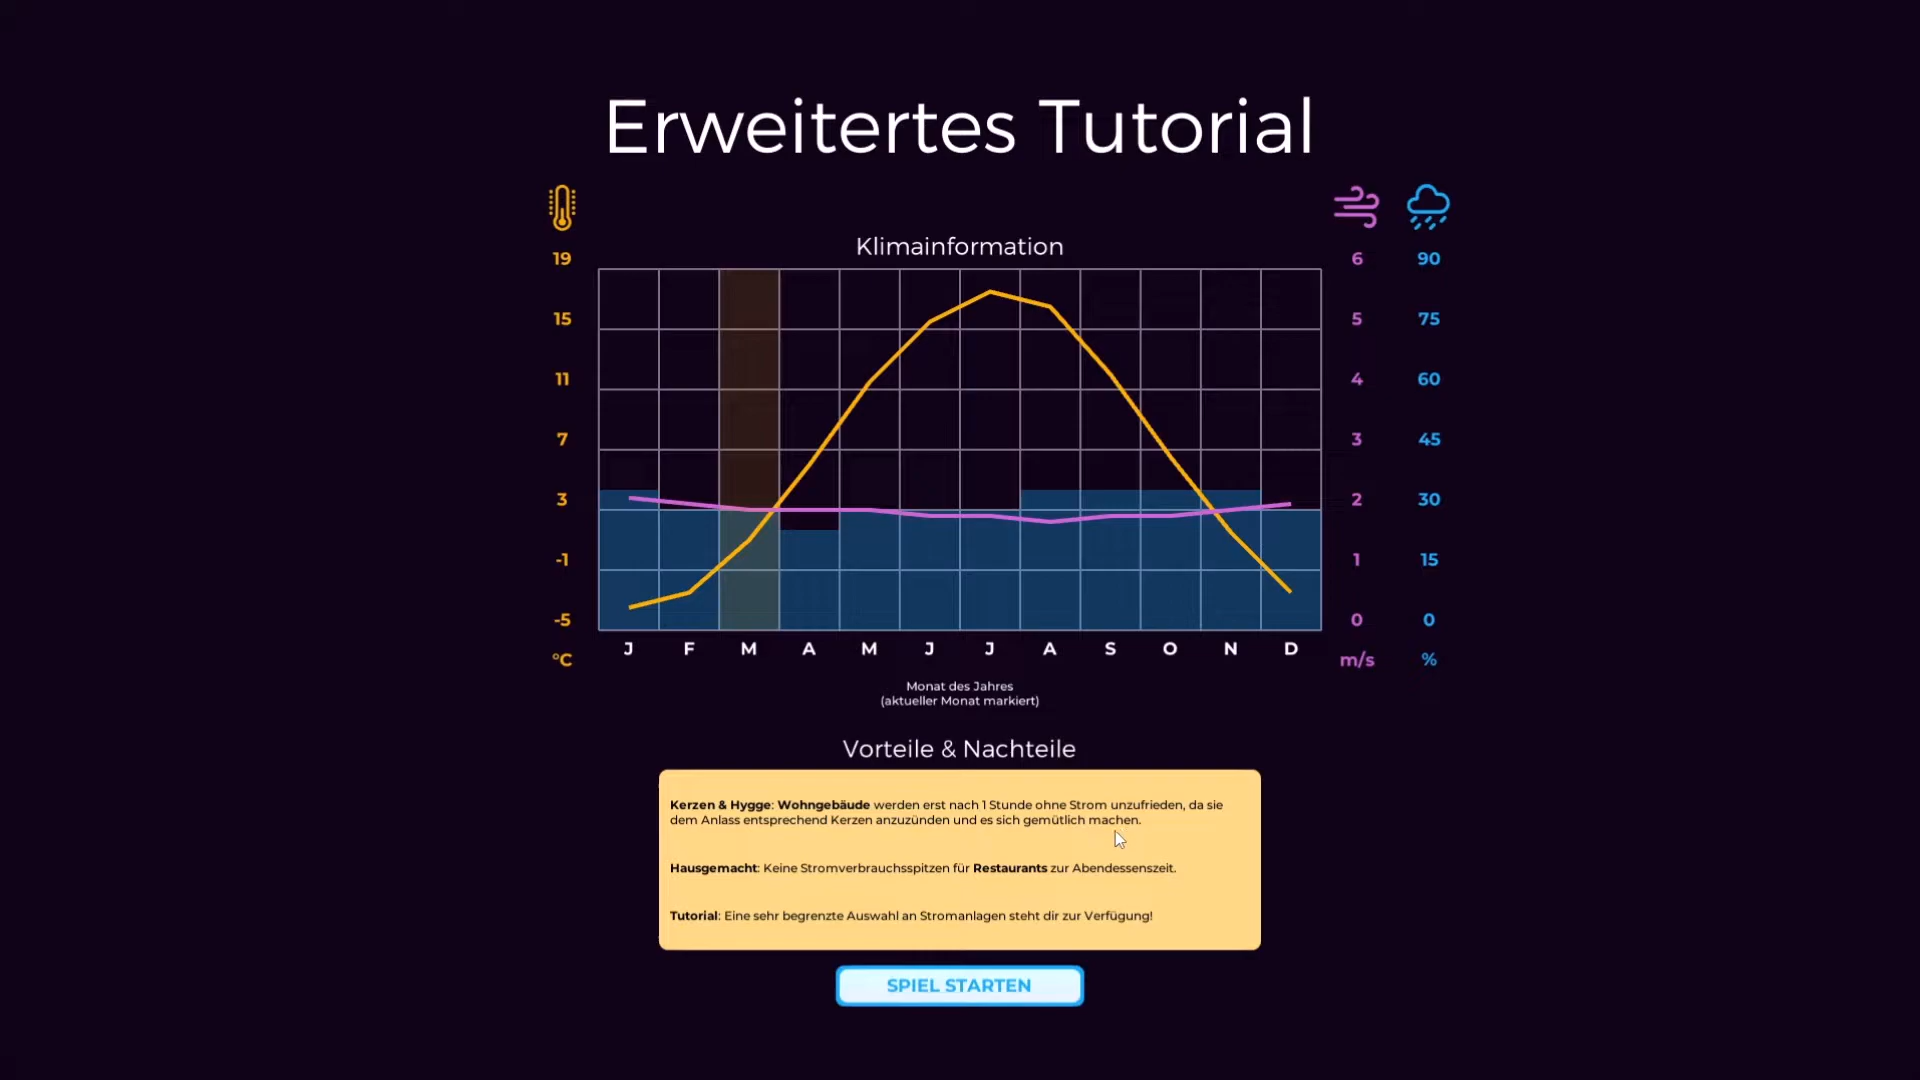 Erweitertes Tutorial
Klimainformation
19 6 90
15 5 75
11 4 60
7 3 45
3 2 30
-1 1 15
-5 0 0
J F M A M J J A S O N D
°C m/s %
Monat des Jahres
(aktueller Monat markiert)
Vorteile & Nachteile
Kerzen & Hygge: Wohngebäude werden erst nach 1 Stunde ohne Strom unzufrieden, da sie
dem Anlass entsprechend Kerzen anzuzünden und es sich gemütlich machen.
Hausgemacht: Keine Stromverbrauchsspitzen für Restaurants zur Abendessenszeit.
Tutorial: Eine sehr begrenzte Auswahl an Stromanlagen steht dir zur Verfügung!
SPIEL STARTEN